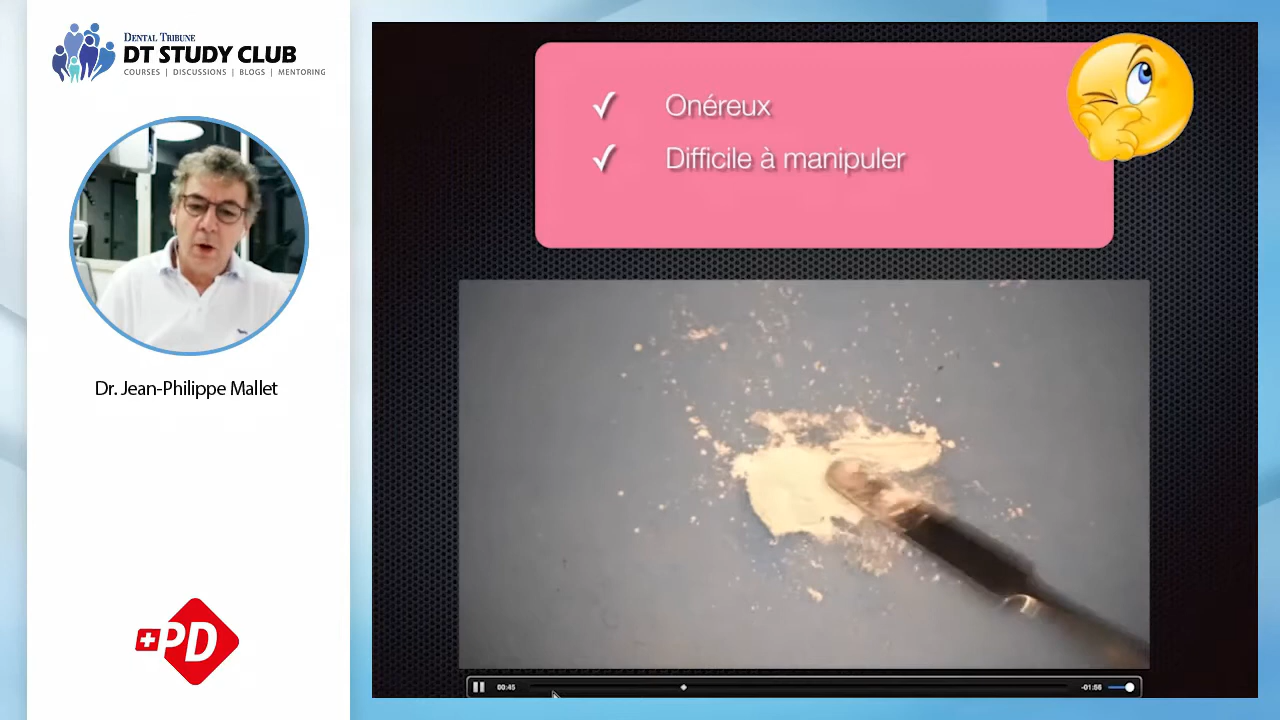 DENTAL TRIBUNE
DT STUDY CLUB
COURSES | DISCUSSIONS | BLOGS | MENTORING
Dr. Jean-Philippe Mallet
PD
✓ Onéreux
✓ Difficile à manipuler
00:45
-01:56